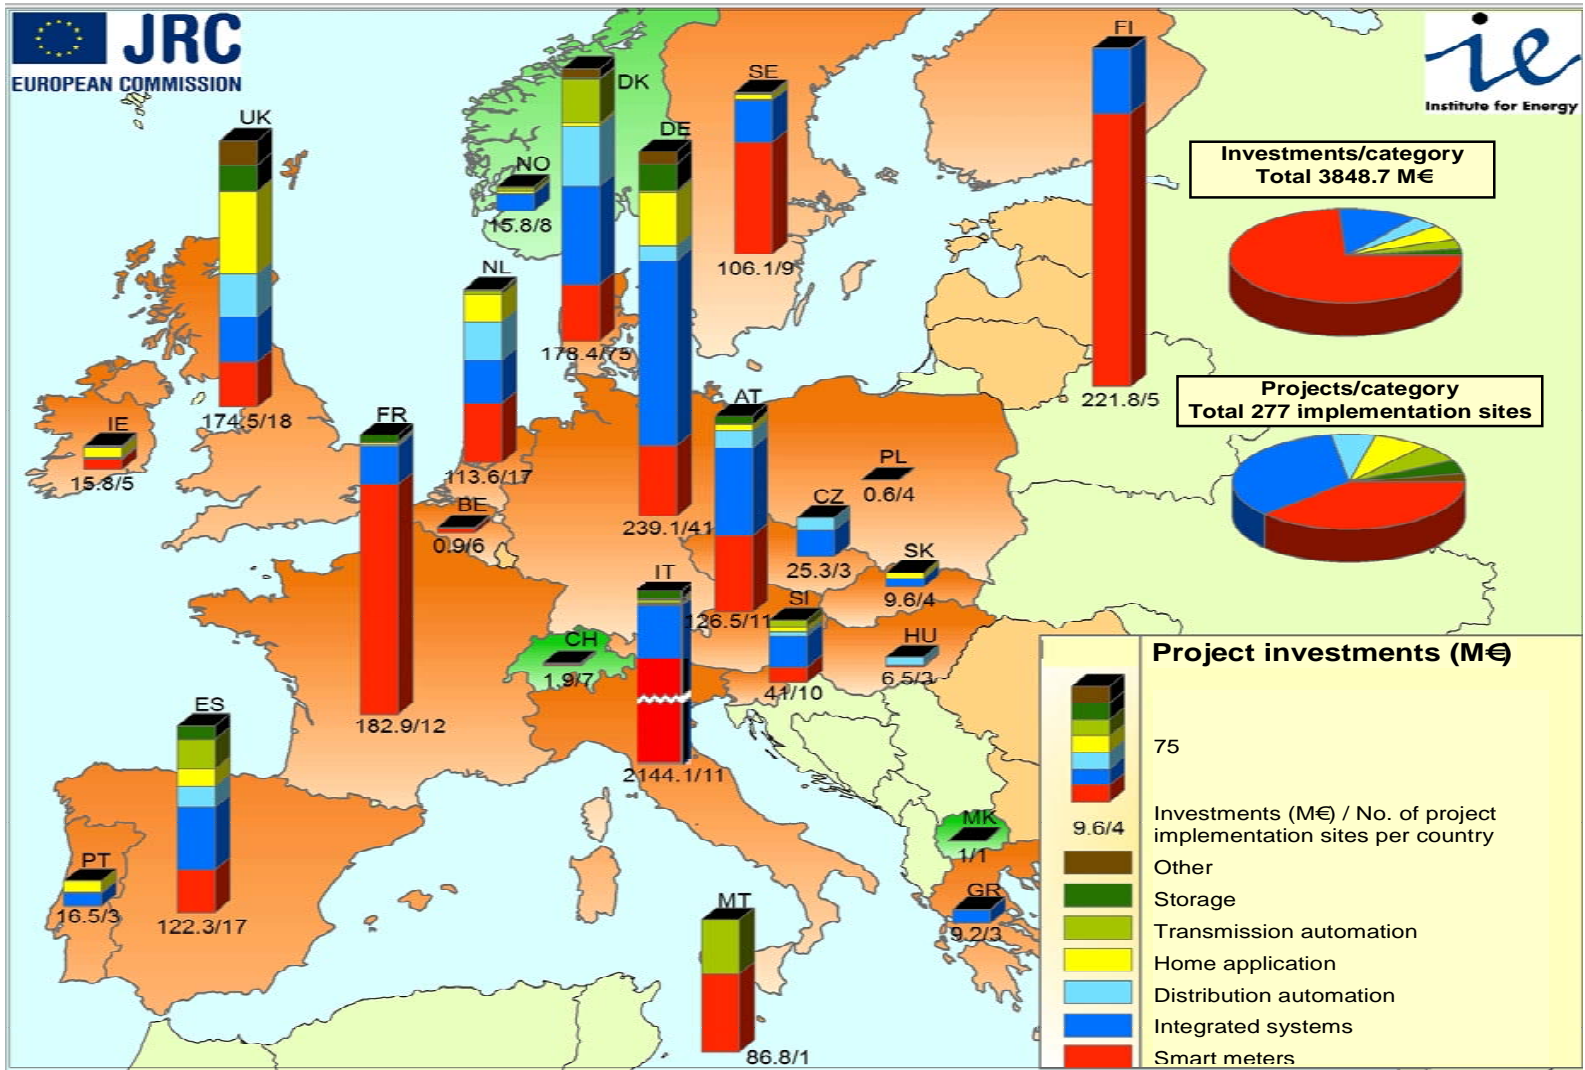 JRC
EUROPEAN COMMISSION
ie
Institute for Energy
FI
DK
SE
UK
DE
NO
15.8/8
Investments/category
Total 3848.7 M€
NL
106.1/9
178.4/75
221.8/5
Projects/category
Total 277 implementation sites
174.5/18
FR
AT
IE
15.8/5
113.6/17
PL
0.6/4
BE
0.9/6
CZ
239.1/41
25.3/3
SK
9.6/4
IT
SI
126.5/11
CH
1.9/7
HU
6.5/3
41/10
ES
182.9/12
2144.1/11
Project investments (M€)
75
Investments (M€) / No. of project
implementation sites per country
9.6/4
MK
1/1
PT
16.5/3
122.3/17
GR
9.2/3
MT
86.8/1
Other
Storage
Transmission automation
Home application
Distribution automation
Integrated systems
Smart meters